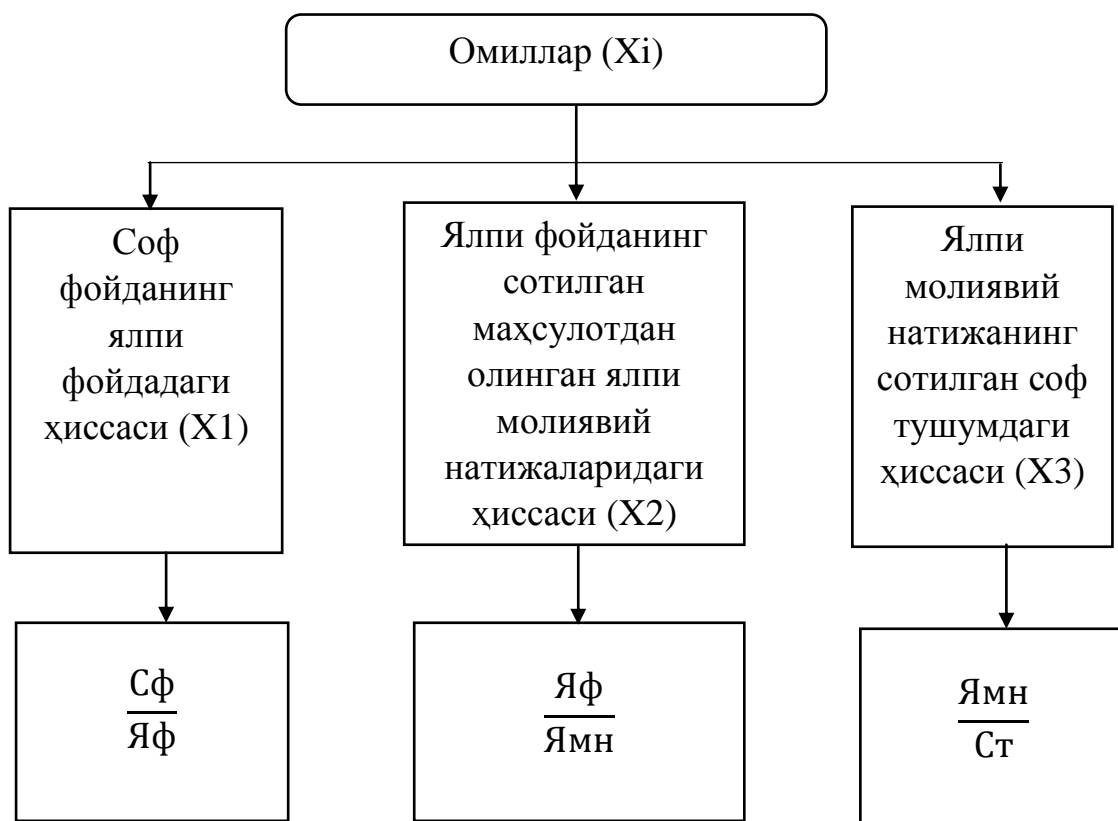 Омиллар (Xi)
Соф
фойданинг
ялпи
фойдадаги
ҳиссаси (X1)
Ялпи фойданинг
сотилган
маҳсулотдан
олинган ялпи
молиявий
натижаларидаги
ҳиссаси (X2)
Ялпи
молиявий
натижанинг
сотилган соф
тушумдаги
ҳиссаси (X3)
Сф
Яф
Яф
Ямн
Ямн
Ст